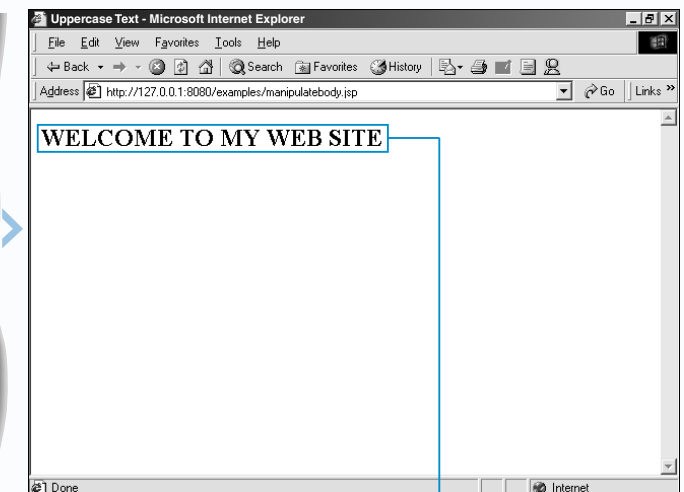 Uppercase Text - Microsoft Internet Explorer
File Edit View Favorites Tools Help
Back Search Favorites History
Address http://127.0.0.1:8080/examples/manipulatebody.jsp Go Links »
WELCOME TO MY WEB SITE
Done Internet